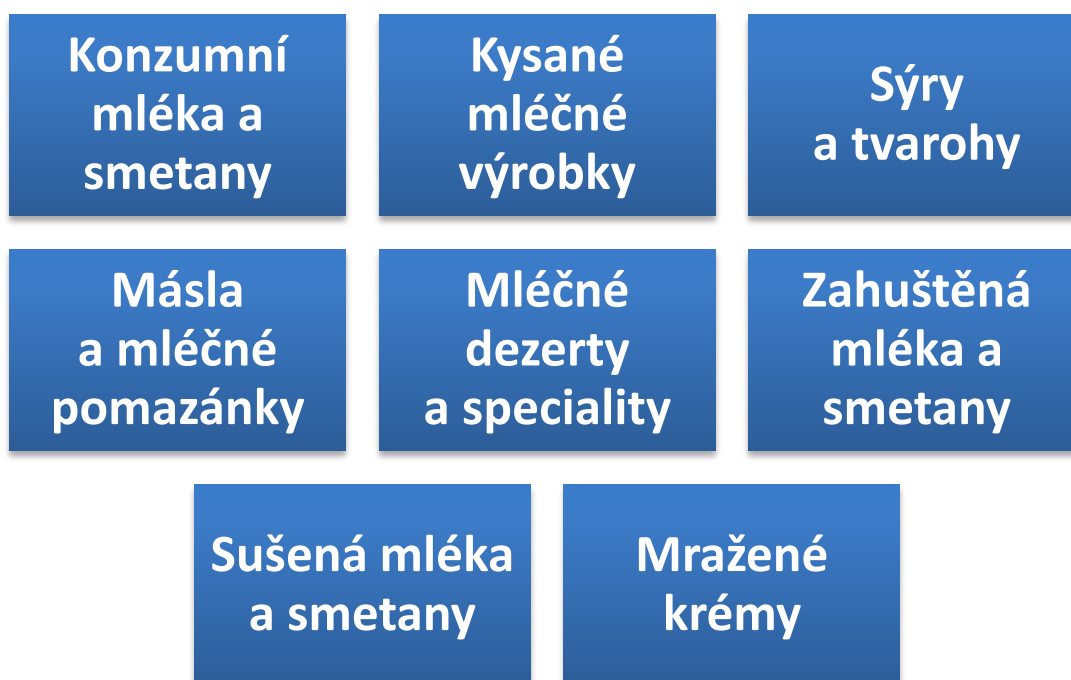 Konzumní
mléka a
smetany
Kysané
mléčné
výrobky
Sýry
a tvarohy
Másla
a mléčné
pomazánky
Mléčné
dezerty
a speciality
Zahuštěná
mléka a
smetany
Sušená mléka
a smetany
Mražené
krémy